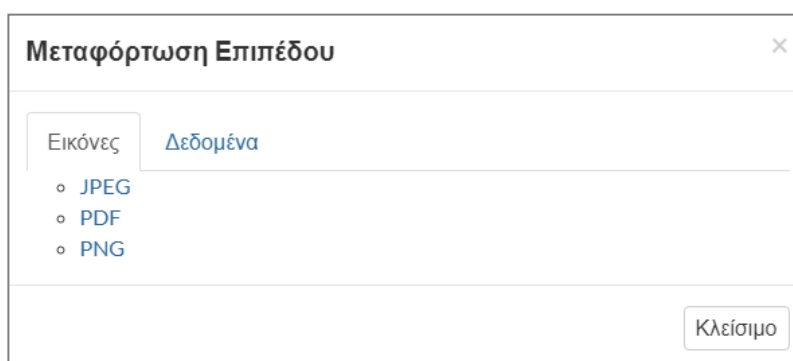 Μεταφόρτωση Επιπέδου ×
Εικόνες Δεδομένα
JPEG
PDF
PNG
Κλείσιμο